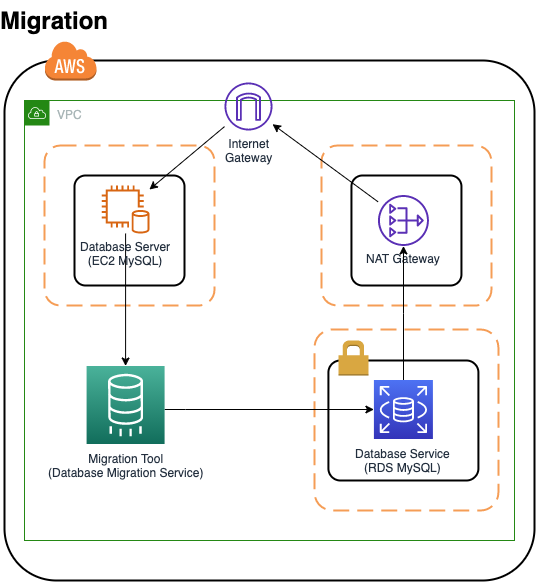 Migration
AWS
VPC
Internet
Gateway
Database Server
(EC2 MySQL)
NAT Gateway
Migration Tool
(Database Migration Service)
Database Service
(RDS MySQL)